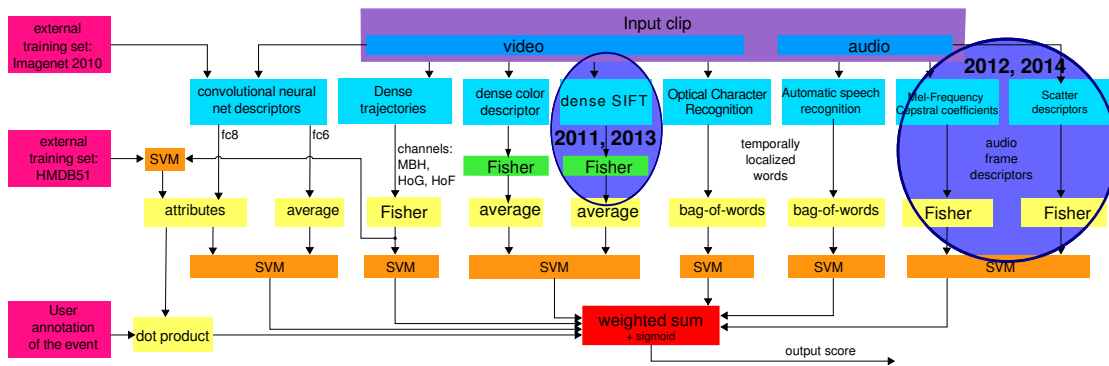 Input clip
video
audio
external
training set:
Imagenet 2010
convolutional neural
net descriptors
Dense
trajectories
dense color
descriptor
dense SIFT
Optical Character
Recognition
Automatic speech
recognition
2012, 2014
Mel-Frequency
Cepstral coefficients
Scatter
descriptors
fc8
fc6
channels:
MBH,
HoG, HoF
2011, 2013
Fisher
Fisher
temporally
localized
words
audio
frame
descriptors
external
training set:
HMDB51
SVM
attributes
average
Fisher
average
average
bag-of-words
bag-of-words
Fisher
Fisher
SVM
SVM
SVM
SVM
SVM
SVM
User
annotation
of the event
dot product
weighted sum
+ sigmoid
output score